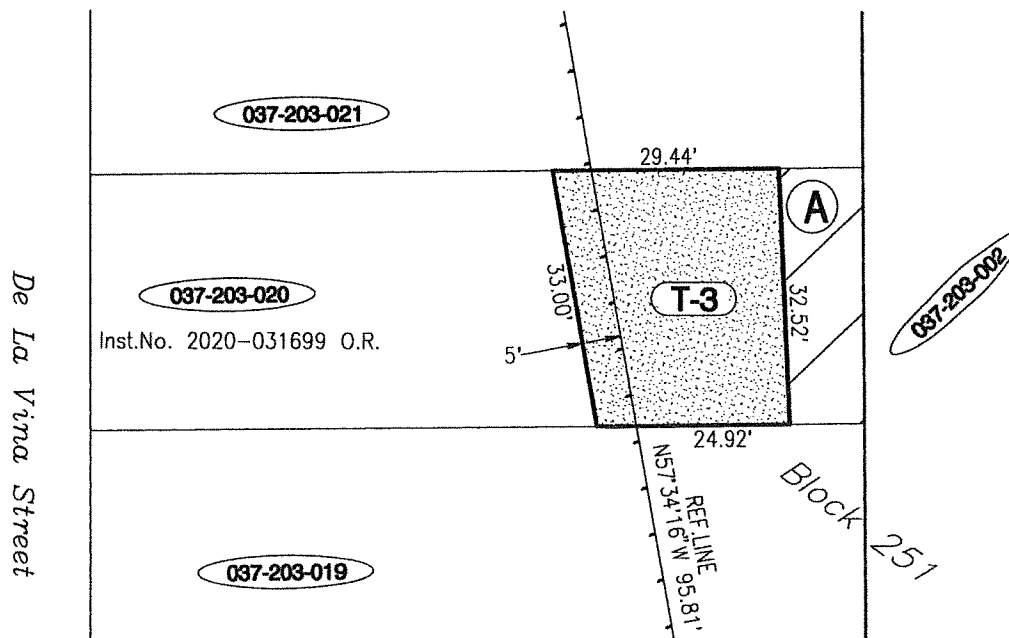 037-203-021
29.44'
A
037-203-002
De La Vina Street
037-203-020
33.00'
T-3
32.52'
Inst.No. 2020-031699 O.R.
5'
24.92'
REF.LINE
N57°34'16"W 95.81'
Block 251
037-203-019